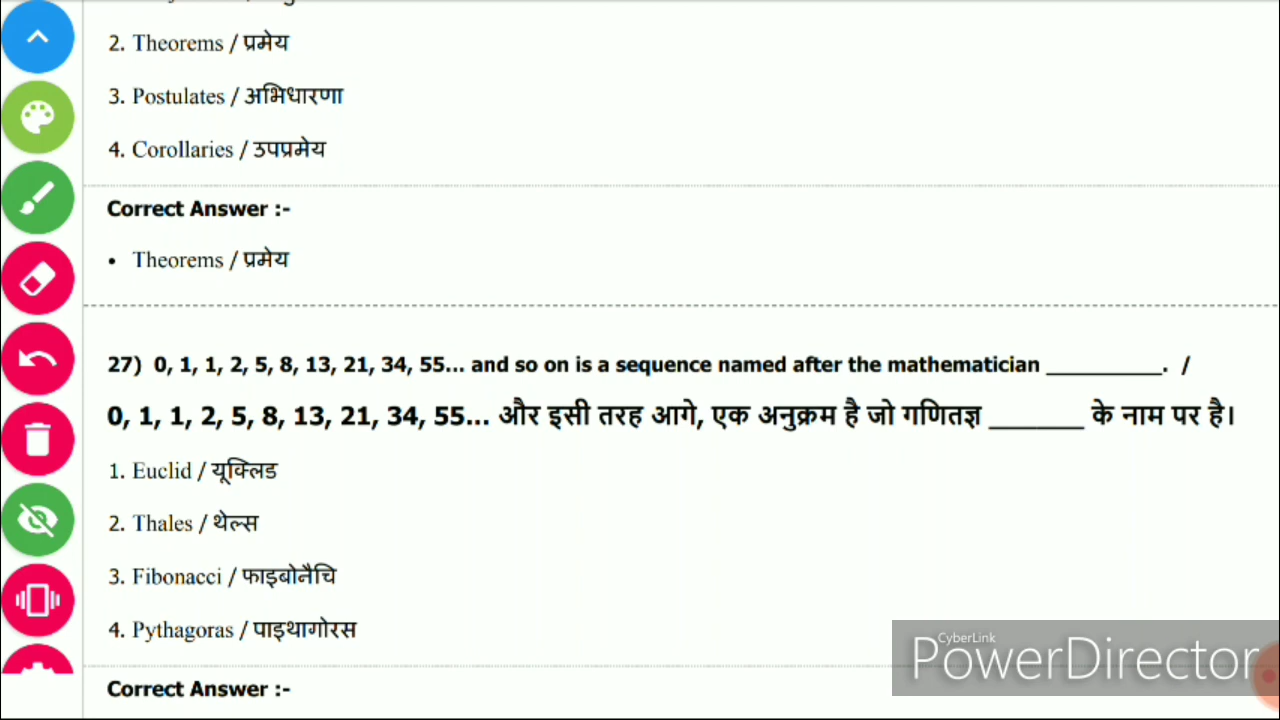 2. Theorems / प्रमेय
3. Postulates / अभिधारणा
4. Corollaries / उपप्रमेय
Correct Answer :-
• Theorems / प्रमेय
27) 0, 1, 1, 2, 5, 8, 13, 21, 34, 55... and so on is a sequence named after the mathematician __________. /
0, 1, 1, 2, 5, 8, 13, 21, 34, 55... और इसी तरह आगे, एक अनुक्रम है जो गणितज्ञ _______ के नाम पर है।
1. Euclid / यूक्लिड
2. Thales / थेल्स
3. Fibonacci / फाइबोनैचि
4. Pythagoras / पाइथागोरस
CyberLink
PowerDirector
Correct Answer :-